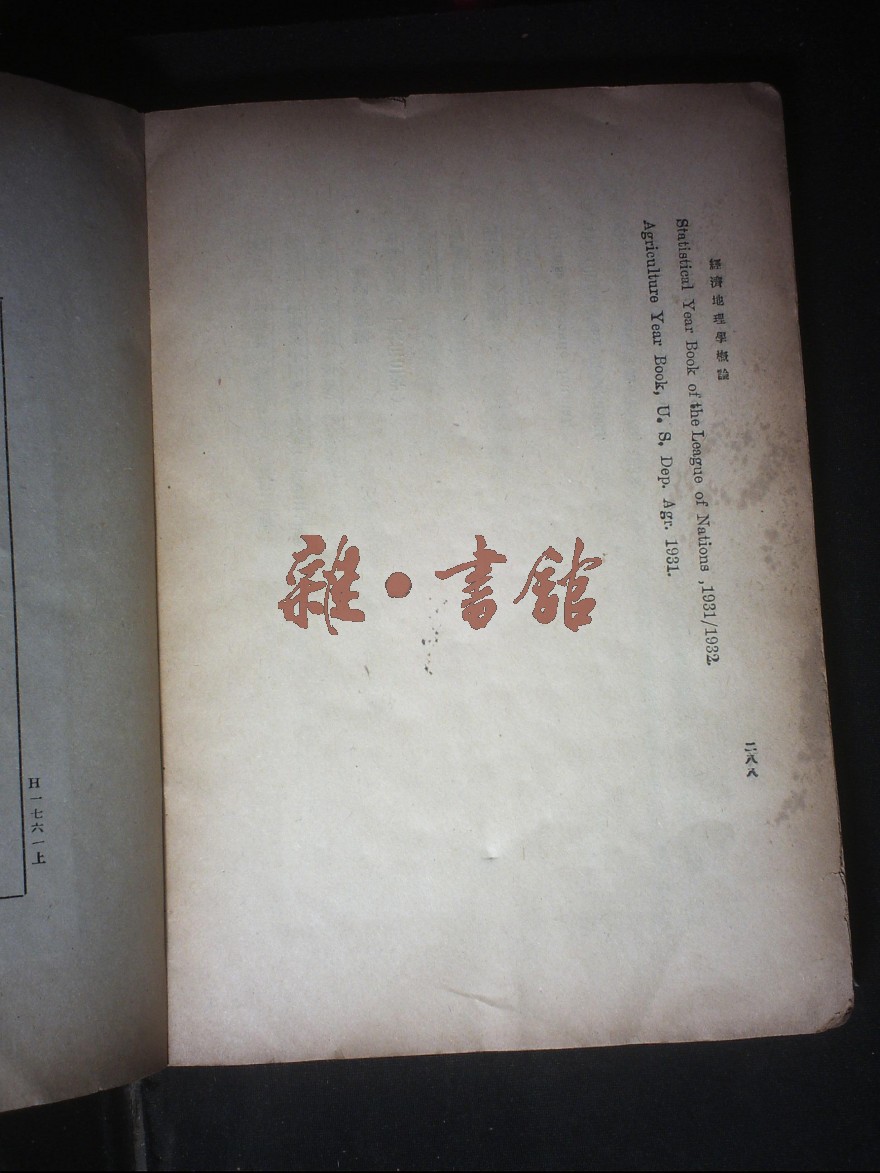 經濟地理學概論
Statistical Year Book of the League of Nations ,1931/1932.
Agriculture Year Book, U. S. Dep. Agr. 1931.
二八八
雜•書館
H一七六一上